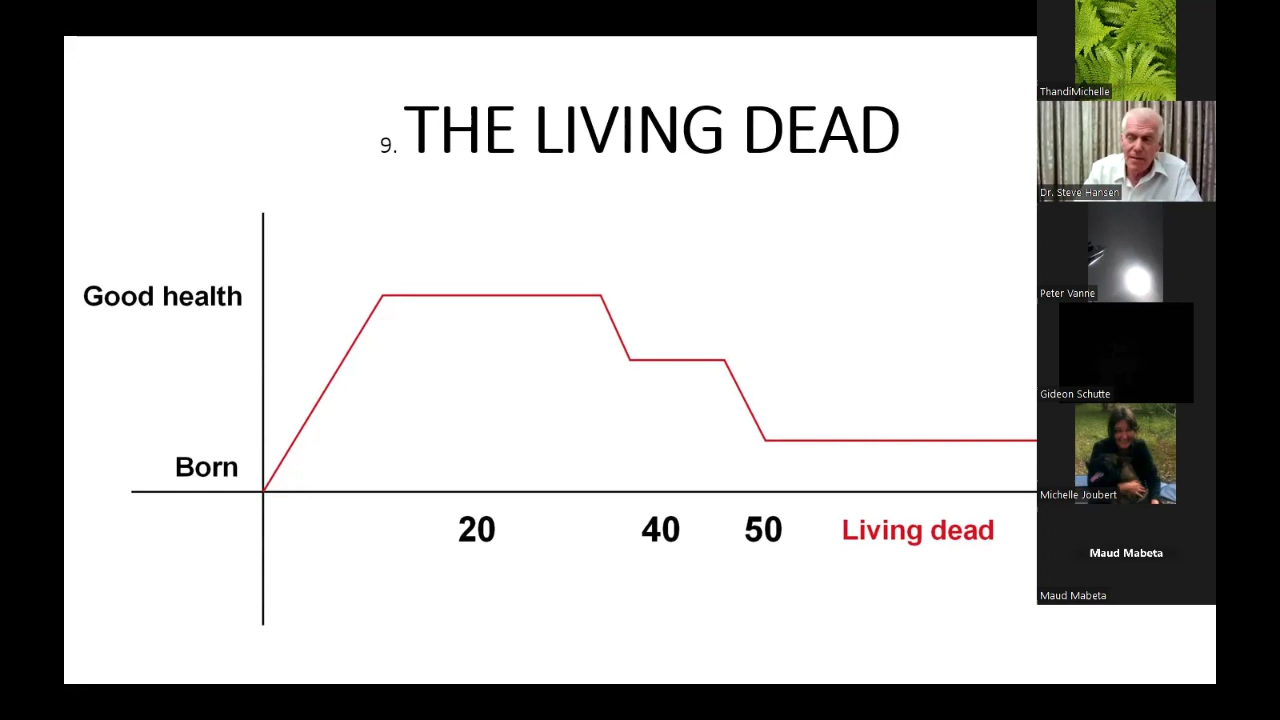 9. THE LIVING DEAD
Good health
Born
20 40 50 Living dead
ThandiMichelle
Dr. Steve Hansen
Peter Vanne
Gideon Schutte
Michelle Joubert
Maud Mabeta
Maud Mabeta